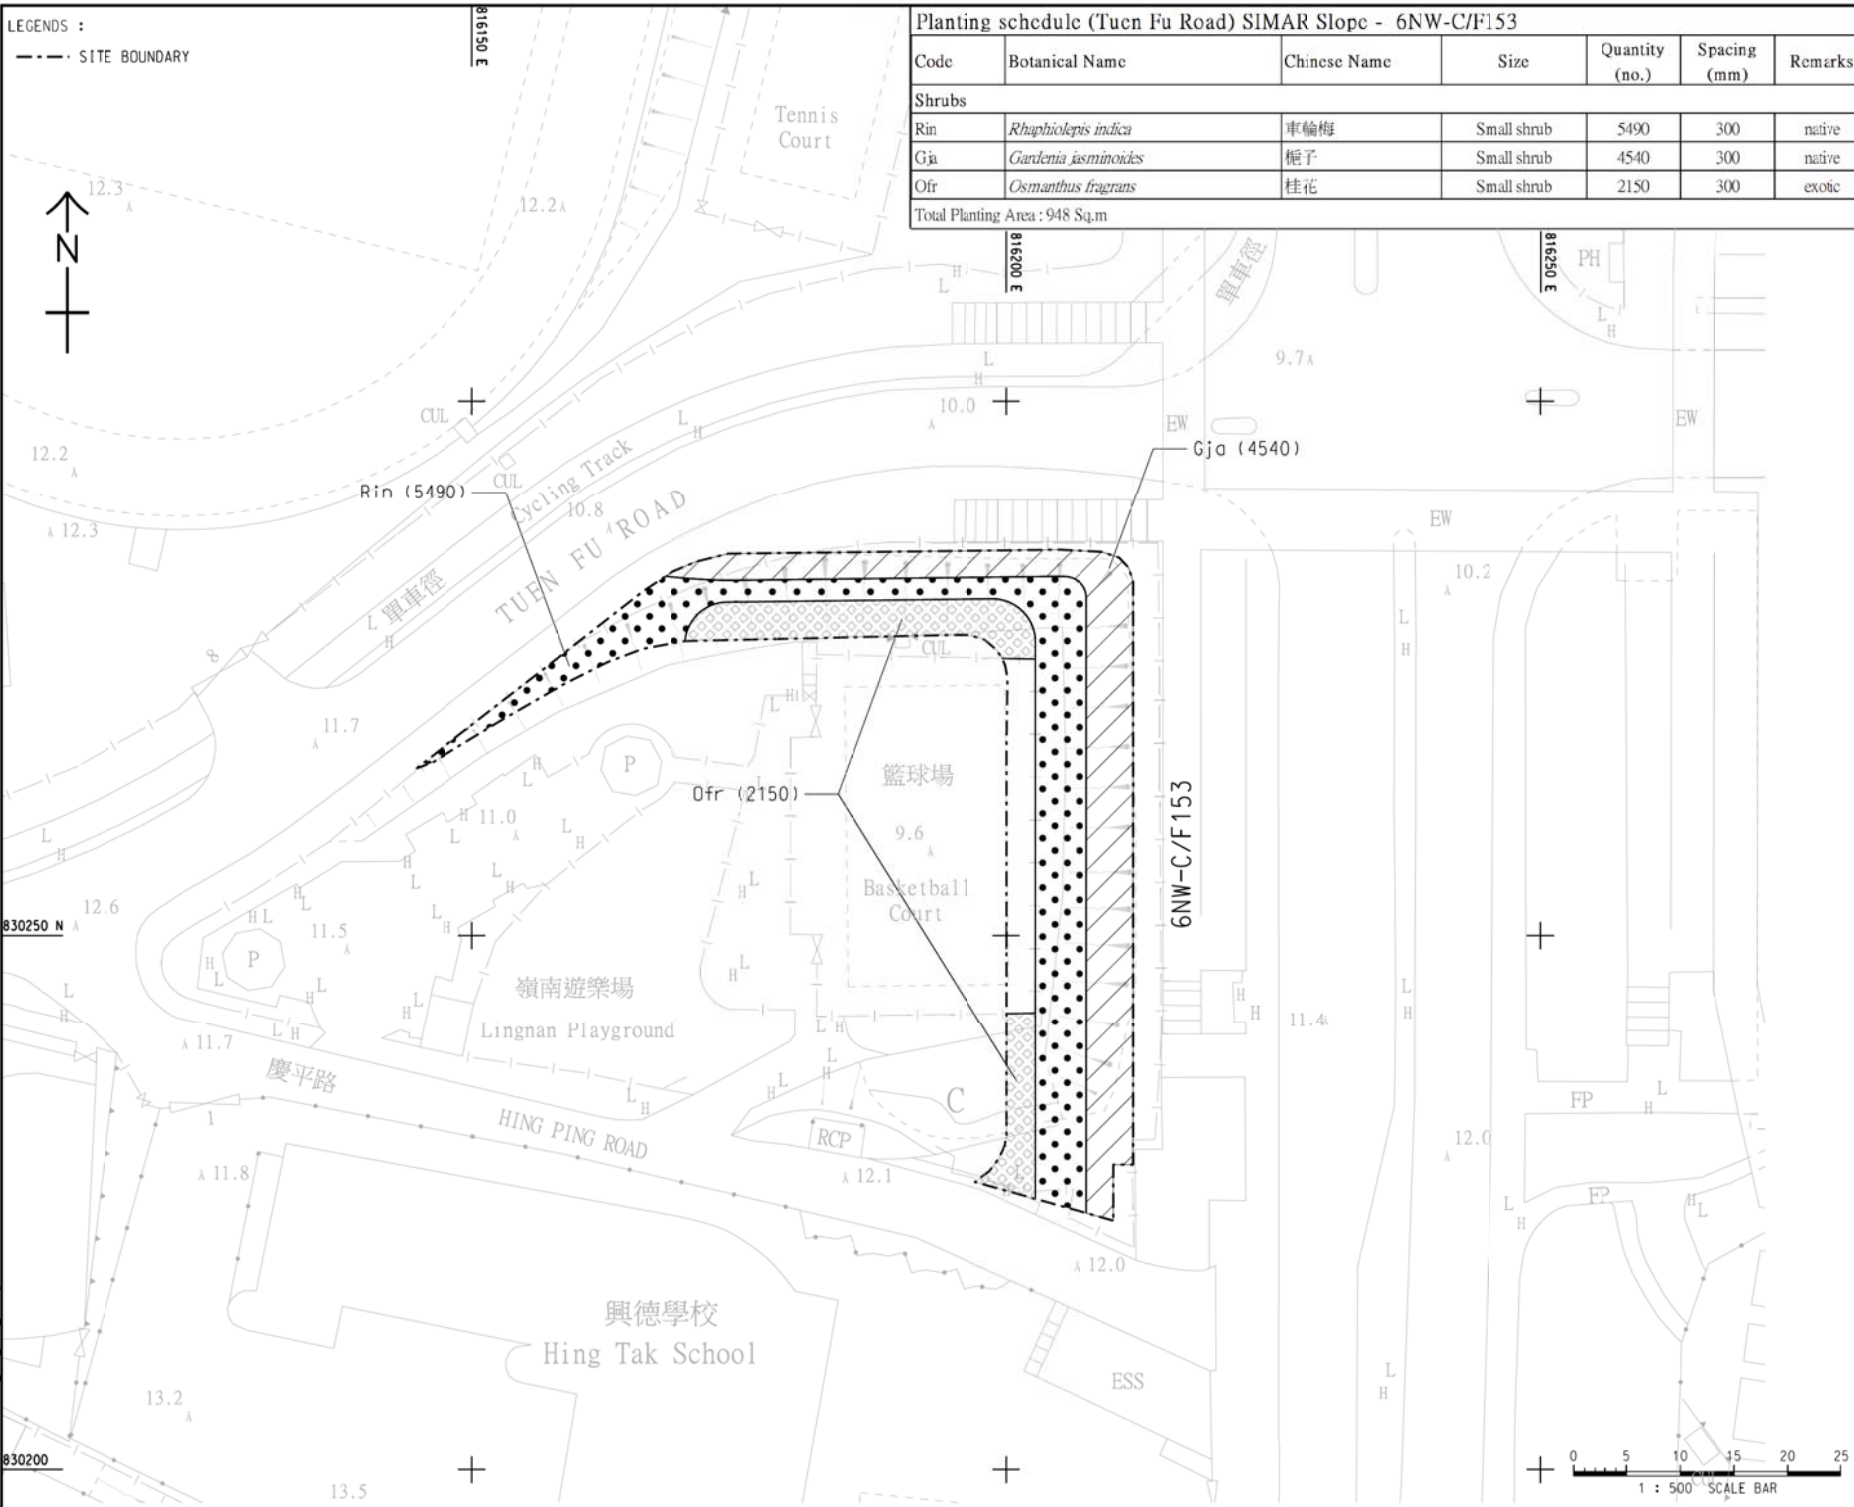 LEGENDS :
SITE BOUNDARY
816150 E
Planting schedule (Tuen Fu Road) SIMAR Slope - 6NW-C/F153
Code Botanical Name Chinese Name Size Quantity (no.) Spacing (mm) Remarks
Shrubs
Rin Rhaphiolepis indica 車輪梅 Small shrub 5490 300 native
Gja Gardenia jasminoides 梔子 Small shrub 4540 300 native
Ofr Osmanthus fragrans 桂花 Small shrub 2150 300 exotic
Total Planting Area : 948 Sq.m
Tennis
Court
12.3
12.2
N
816200 E
816250 E
單車徑
PH
L
H
L
H
L
H
9.7
10.0
CUL
L
H
EW
EW
12.2
Gja (4540)
Rin (5490)
CUL
Cycling Track
10.8
12.3
TUEN FU ROAD
EW
10.2
單車徑
L
H
L
H
8
CUL
11.7
L
H
H
L
P
籃球場
Ofr (2150)
6NW-C/F153
11.0
H
L
L
H
9.6
L
H
H
L
L
H
H
L
Basketball
Court
12.6
830250 N
H
L
H L
11.5
L
H
P
H
L
H
L
H
L
H
L
L
H
嶺南遊樂場
Lingnan Playground
L H
L
H
H
H
11.4
11.7
L H
慶平路
L
H
H
L
L
H
C
FP
L
H
1
HING PING ROAD
RCP
12.0
11.8
12.1
L
FP
H
L
L
H
12.0
興德學校
Hing Tak School
ESS
L
H
13.2
830200
13.5
0 5 10 15 20 25
CUL
1 : 500 SCALE BAR